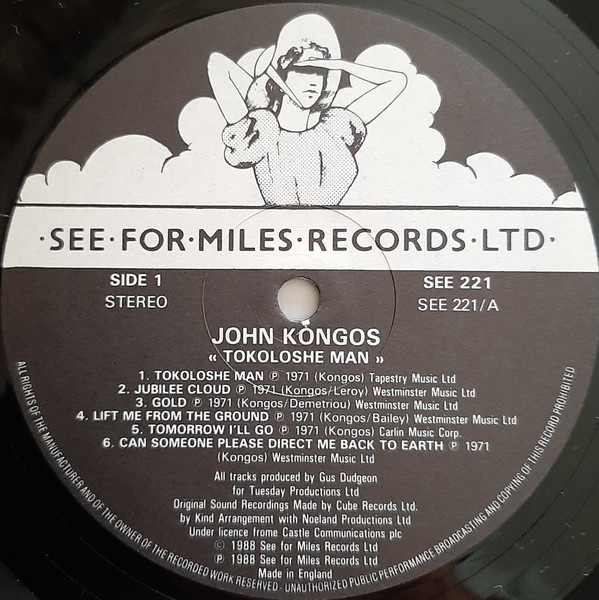 ·SEE·FOR·MILES·RECORDS·LTD·
SIDE 1
STEREO
SEE 221
SEE 221/A
JOHN KONGOS
« TOKOLOSHE MAN »
1. TOKOLOSHE MAN ℗ 1971 (Kongos) Tapestry Music Ltd
2. JUBILEE CLOUD ℗ 1971 (Kongos/Leroy) Westminster Music Ltd
3. GOLD ℗ 1971 (Kongos/Demetriou) Westminster Music Ltd
4. LIFT ME FROM THE GROUND ℗ 1971 (Kongos/Bailey) Westminster Music Ltd
5. TOMORROW I'LL GO ℗ 1971 (Kongos) Carlin Music Corp.
6. CAN SOMEONE PLEASE DIRECT ME BACK TO EARTH ℗ 1971
(Kongos) Westminster Music Ltd
All tracks produced by Gus Dudgeon
for Tuesday Productions Ltd
Original Sound Recordings Made by Cube Records Ltd.
by Kind Arrangement with Noeland Productions Ltd
Under licence frome Castle Communications plc
© 1988 See for Miles Records Ltd
℗ 1988 See for Miles Records Ltd
Made in England
ALL RIGHTS OF THE MANUFACTURER AND OF THE OWNER OF THE RECORDED WORK RESERVED - UNAUTHORIZED PUBLIC PERFORMANCE BROADCASTING AND COPYING OF THIS RECORD PROHIBITED